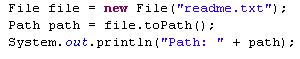 File file = new File("readme.txt");
Path path = file.toPath();
System.out.println("Path: " + path);